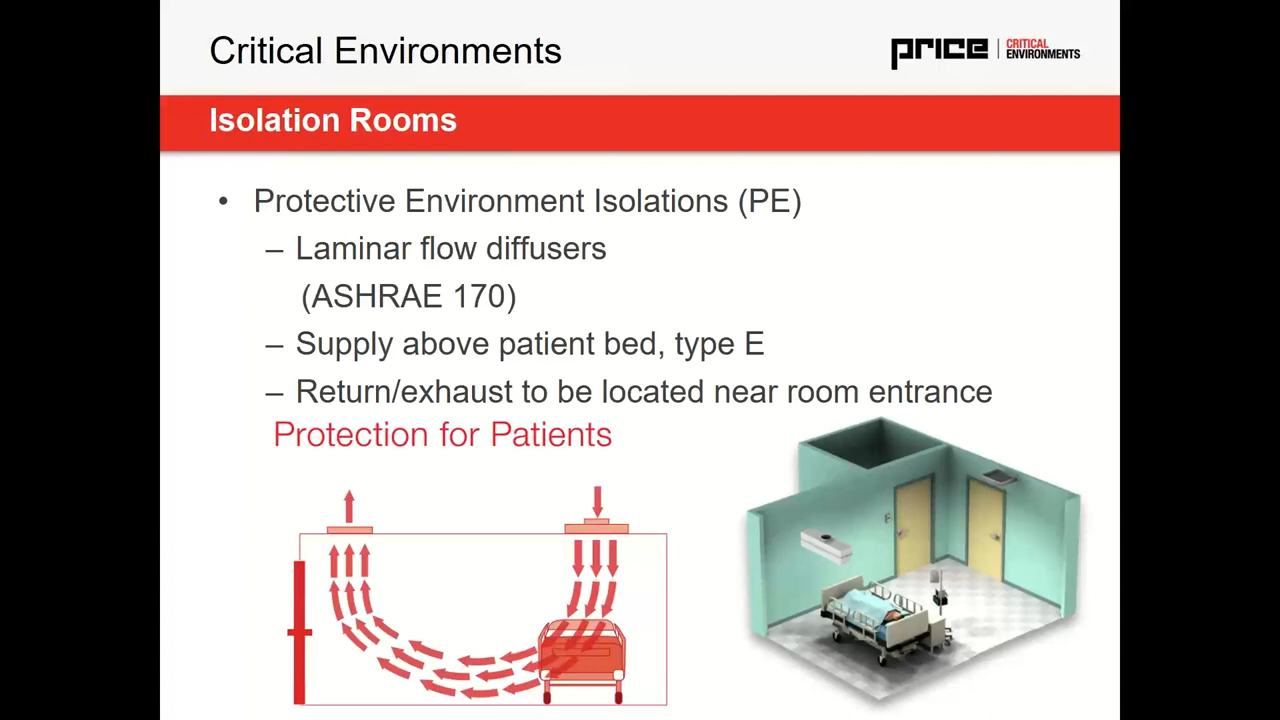 Critical Environments
price
CRITICAL
ENVIRONMENTS
Isolation Rooms
• Protective Environment Isolations (PE)
– Laminar flow diffusers
(ASHRAE 170)
– Supply above patient bed, type E
– Return/exhaust to be located near room entrance
Protection for Patients